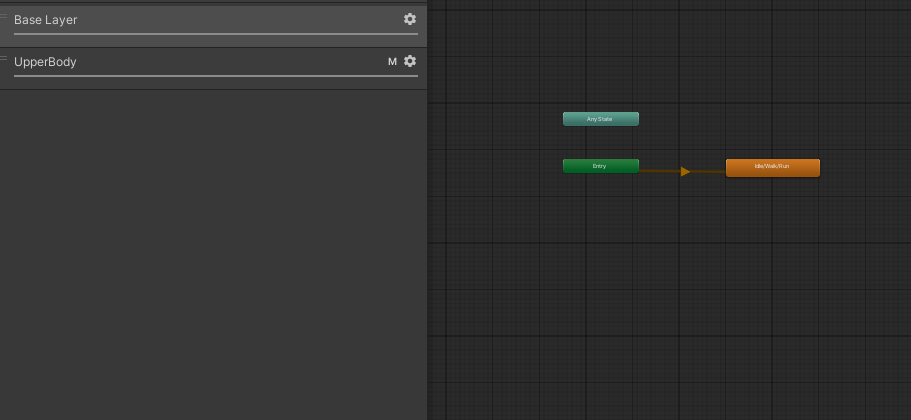 Base Layer
UpperBody M
Any State
Entry
Idle/Walk/Run